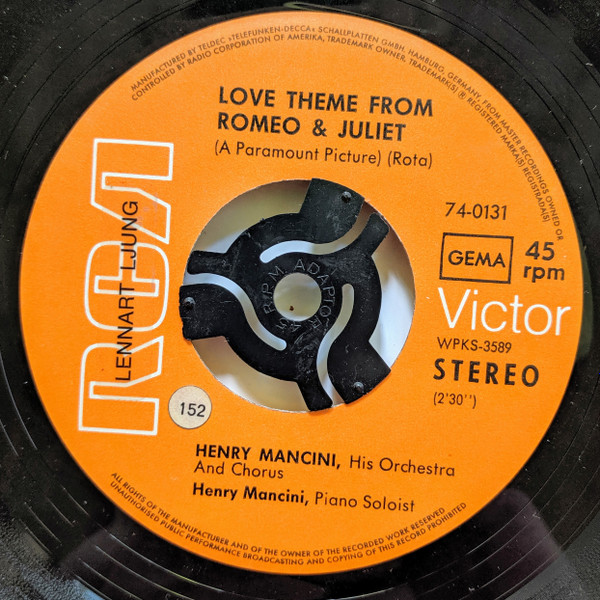 MANUFACTURED BY TELDEC »TELEFUNKEN-DECCA« SCHALLPLATTEN GMBH, HAMBURG, GERMANY, FROM MASTER RECORDINGS OWNED OR
CONTROLLED BY RADIO CORPORATION OF AMERIKA, TRADEMARK OWNER. TRADEMARK(S) ® REGISTERED MARKA(S) REGISTRADA(S)
LOVE THEME FROM
ROMEO & JULIET
(A Paramount Picture) (Rota)
74-0131
GEMA
45
rpm
RCA
LENNART LJUNG
Victor
WPKS-3589
STEREO
(2'30'')
45 R.P.M. ADAPTOR
152
HENRY MANCINI, His Orchestra
And Chorus
Henry Mancini, Piano Soloist
ALL RIGHTS OF THE MANUFACTURER AND OF THE OWNER OF THE RECORDED WORK RESERVED
UNAUTHORISED PUBLIC PERFORMANCE BROADCASTING AND COPYING OF THIS RECORD PROHIBITED